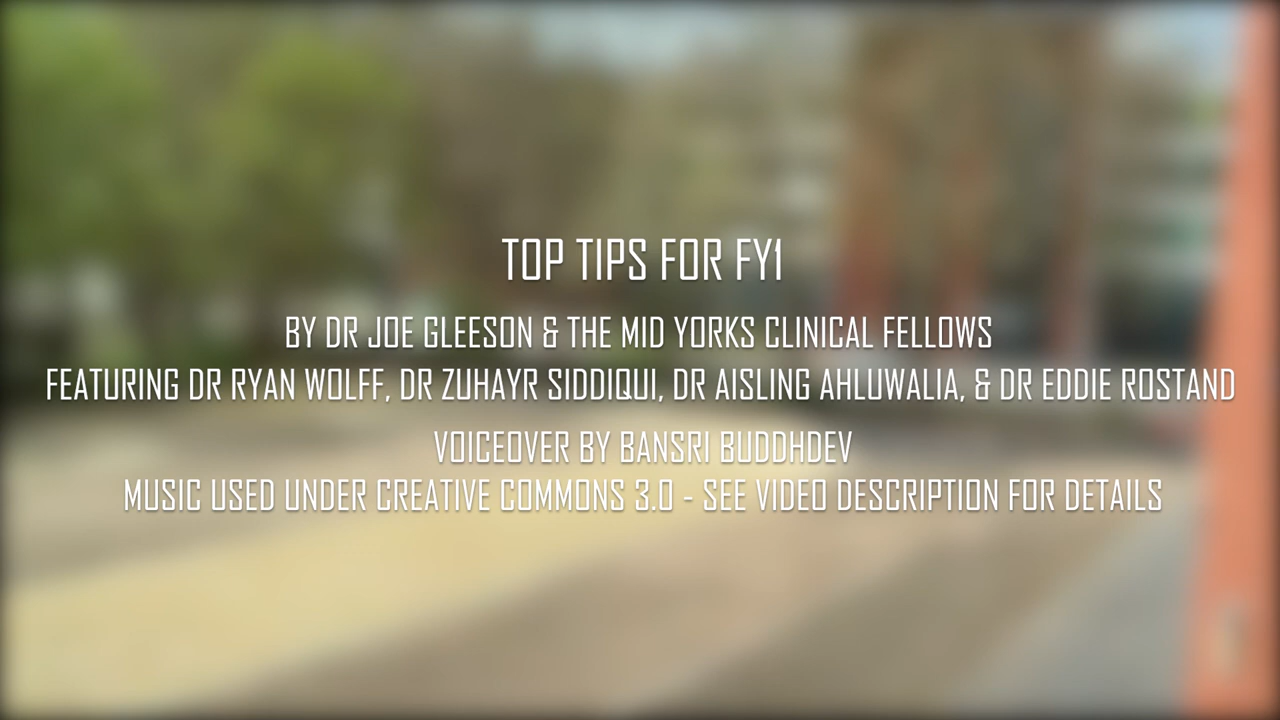 TOP TIPS FOR FY1
BY DR JOE GLEESON & THE MID YORKS CLINICAL FELLOWS
FEATURING DR RYAN WOLFF, DR ZUHAYR SIDDIQUI, DR AISLING AHLUWALIA, & DR EDDIE ROSTAND
VOICEOVER BY BANSRI BUDDHDEV
MUSIC USED UNDER CREATIVE COMMONS 3.0 - SEE VIDEO DESCRIPTION FOR DETAILS